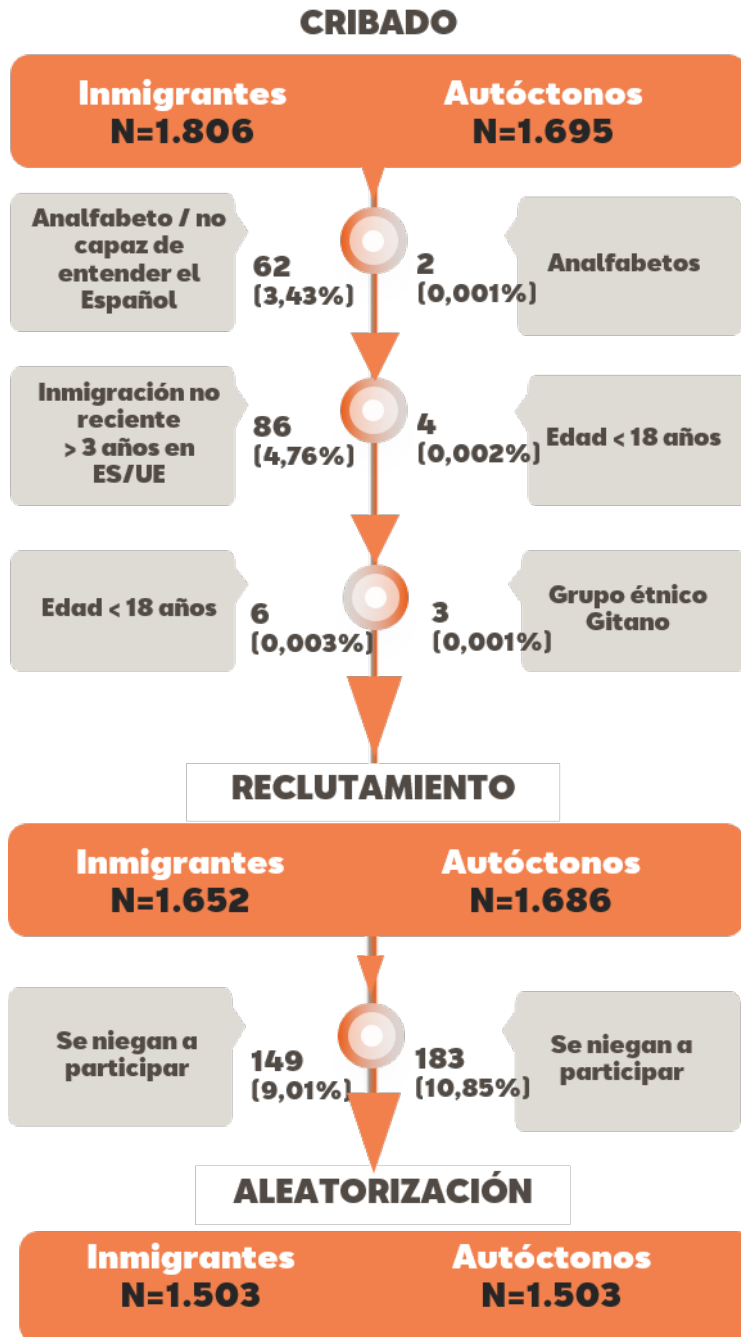 CRIBADO
Inmigrantes
N=1.806
Autóctonos
N=1.695
Analfabeto / no
capaz de
entender el
Español
62
(3,43%)
2
(0,001%)
Analfabetos
Inmigración no
reciente
> 3 años en
ES/UE
86
(4,76%)
4
(0,002%)
Edad < 18 años
Edad < 18 años
6
(0,003%)
3
(0,001%)
Grupo étnico
Gitano
RECLUTAMIENTO
Inmigrantes
N=1.652
Autóctonos
N=1.686
Se niegan a
participar
149
(9,01%)
183
(10,85%)
Se niegan a
participar
ALEATORIZACIÓN
Inmigrantes
N=1.503
Autóctonos
N=1.503